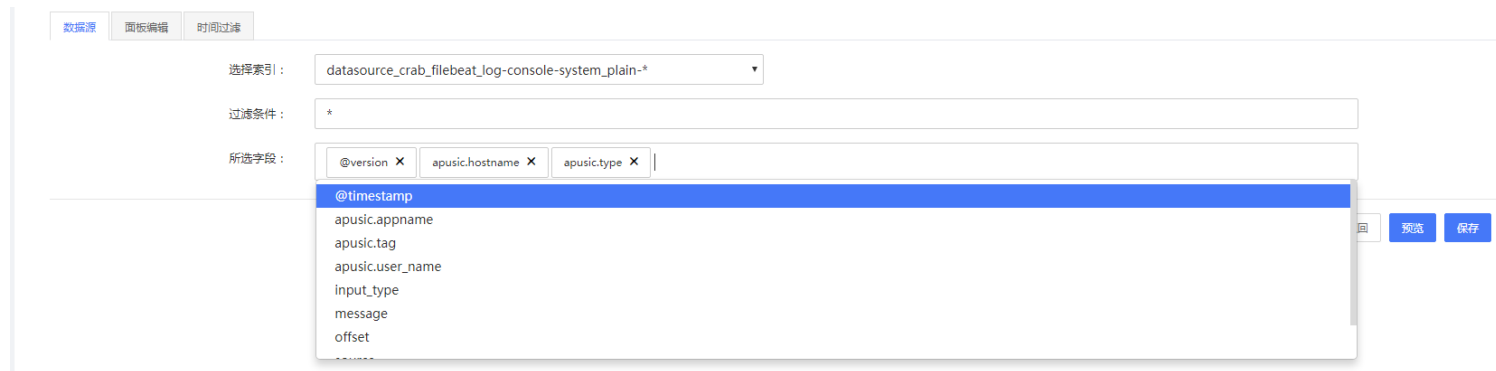 数据源 面板编辑 时间过滤
选择索引： datasource_crab_filebeat_log-console-system_plain-*
过滤条件： *
所选字段： @version ✕ apusic.hostname ✕ apusic.type ✕
@timestamp
apusic.appname
回 预览 保存
apusic.tag
apusic.user_name
input_type
message
offset